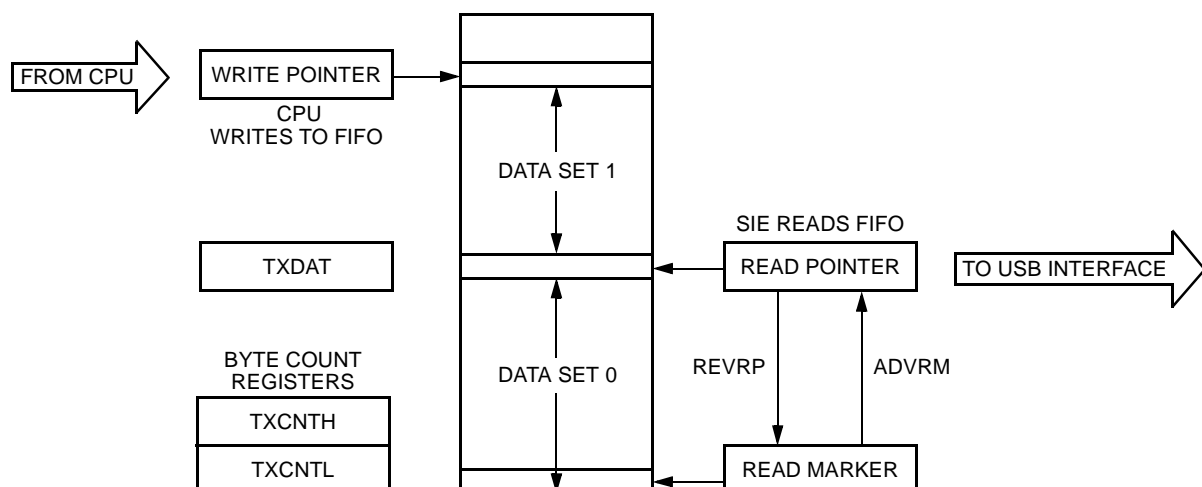 FROM CPU
WRITE POINTER
CPU
WRITES TO FIFO
DATA SET 1
SIE READS FIFO
TXDAT
READ POINTER
TO USB INTERFACE
BYTE COUNT
REGISTERS
DATA SET 0
REVRP
ADVRM
TXCNTH
TXCNTL
READ MARKER